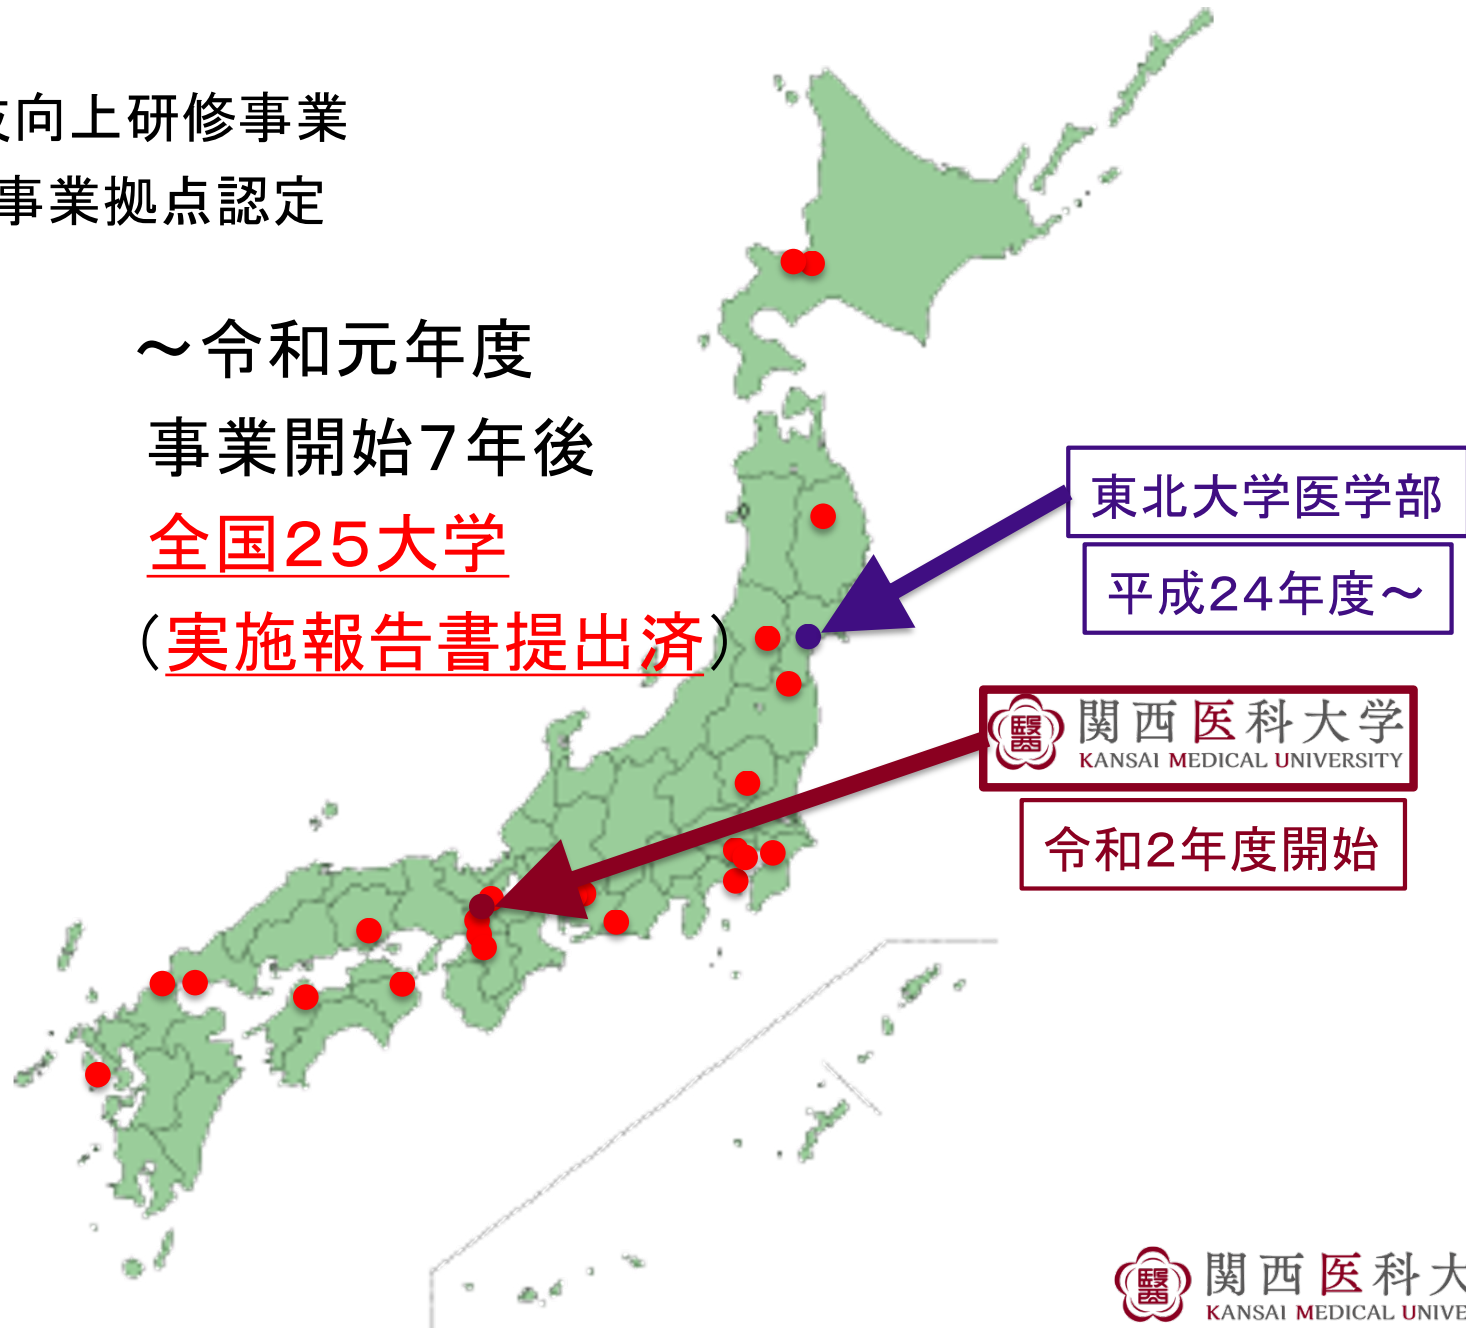 技向上研修事業
事業拠点認定
～令和元年度
事業開始７年後
全国２５大学
（実施報告書提出済）
東北大学医学部
平成２４年度～
関西医科大学
KANSAI MEDICAL UNIVERSITY
令和２年度開始
関西医科大
KANSAI MEDICAL UNIVE